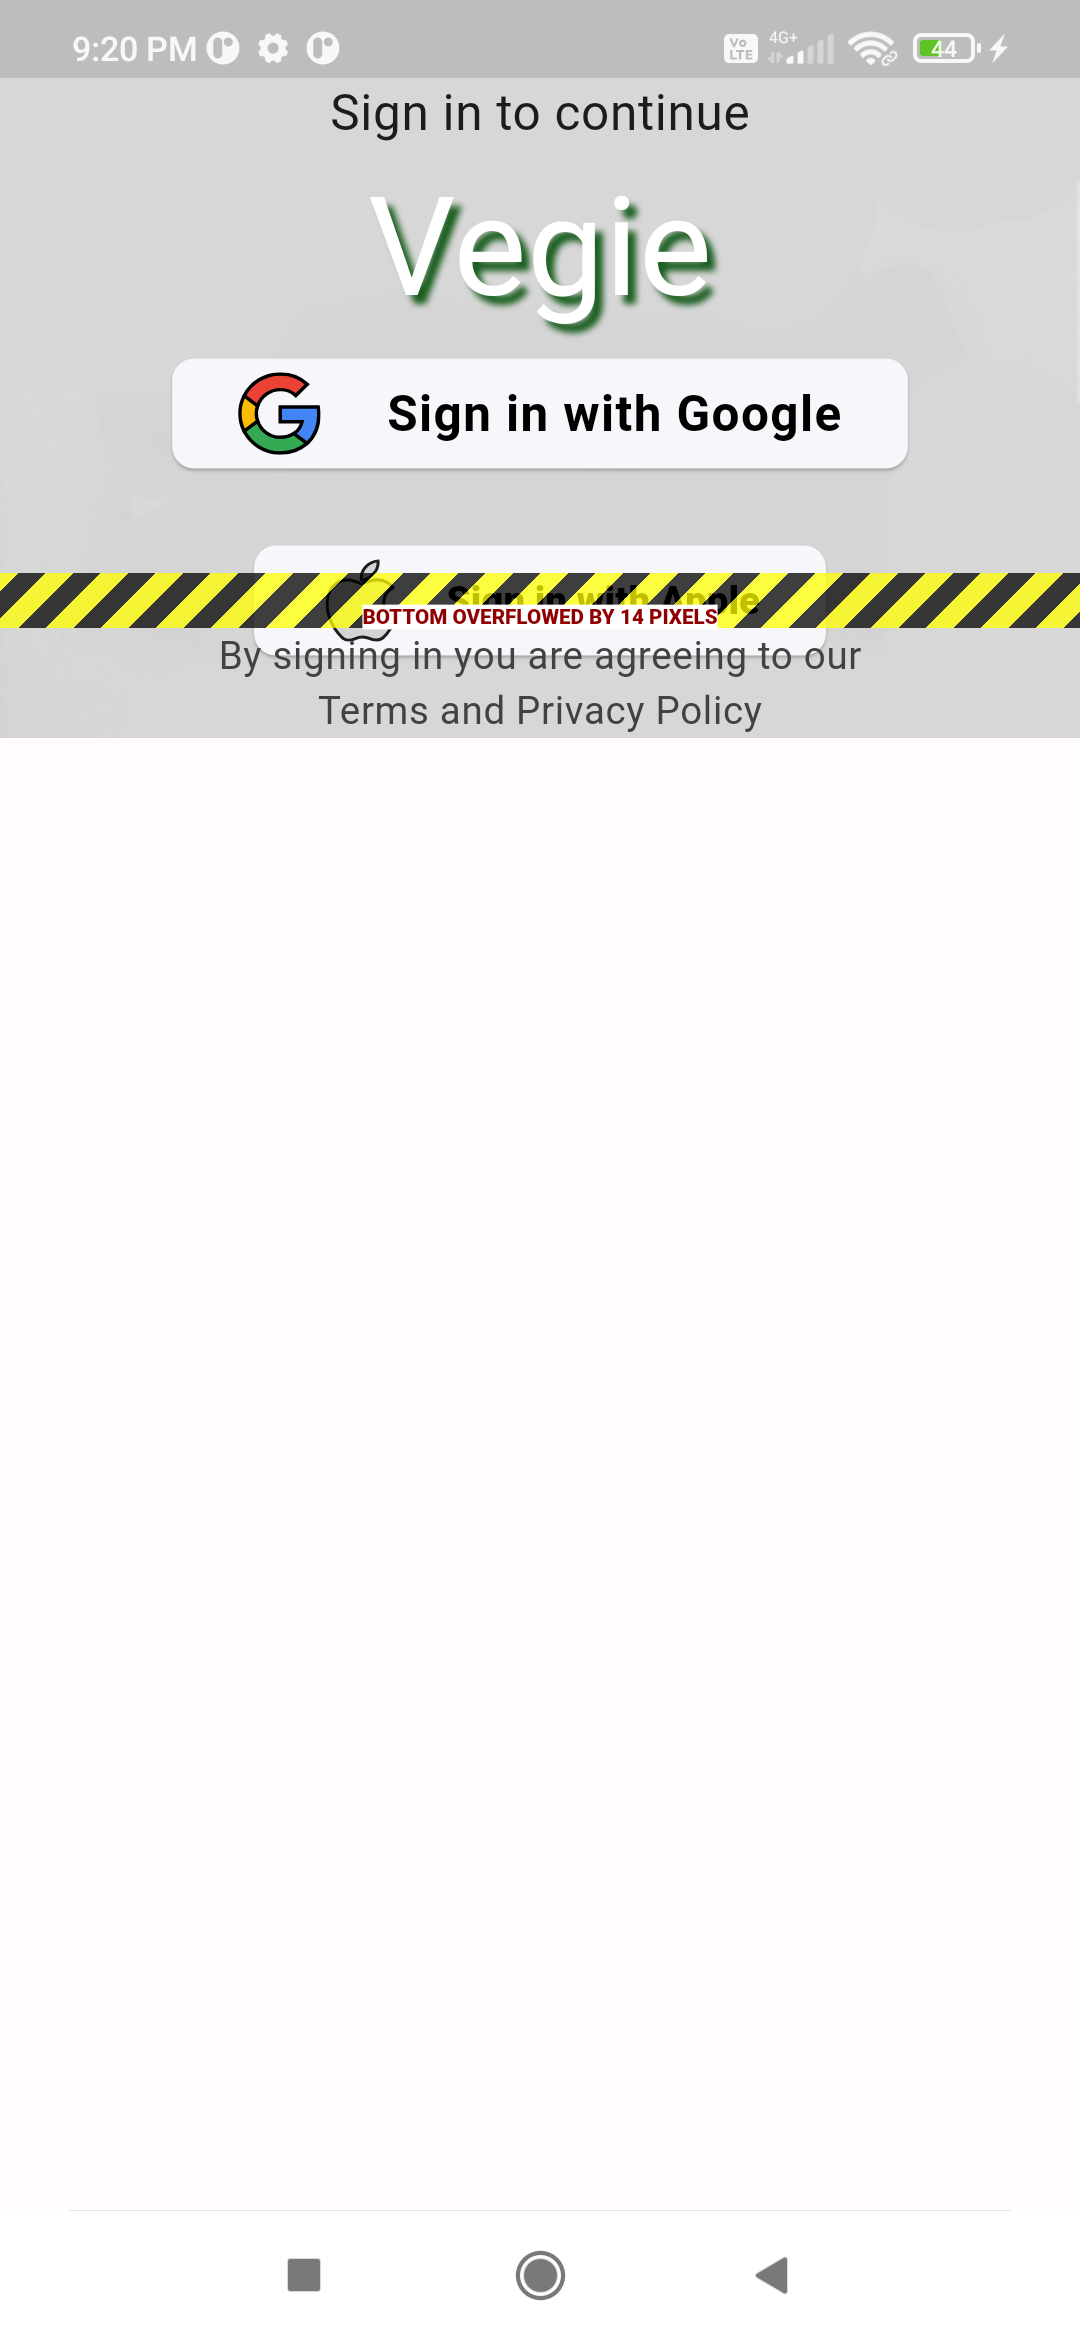 9:20 PM
Vo
LTE
4G+
44
Sign in to continue
Vegie
Sign in with Google
Sign in with Apple
BOTTOM OVERFLOWED BY 14 PIXELS
By signing in you are agreeing to our
Terms and Privacy Policy